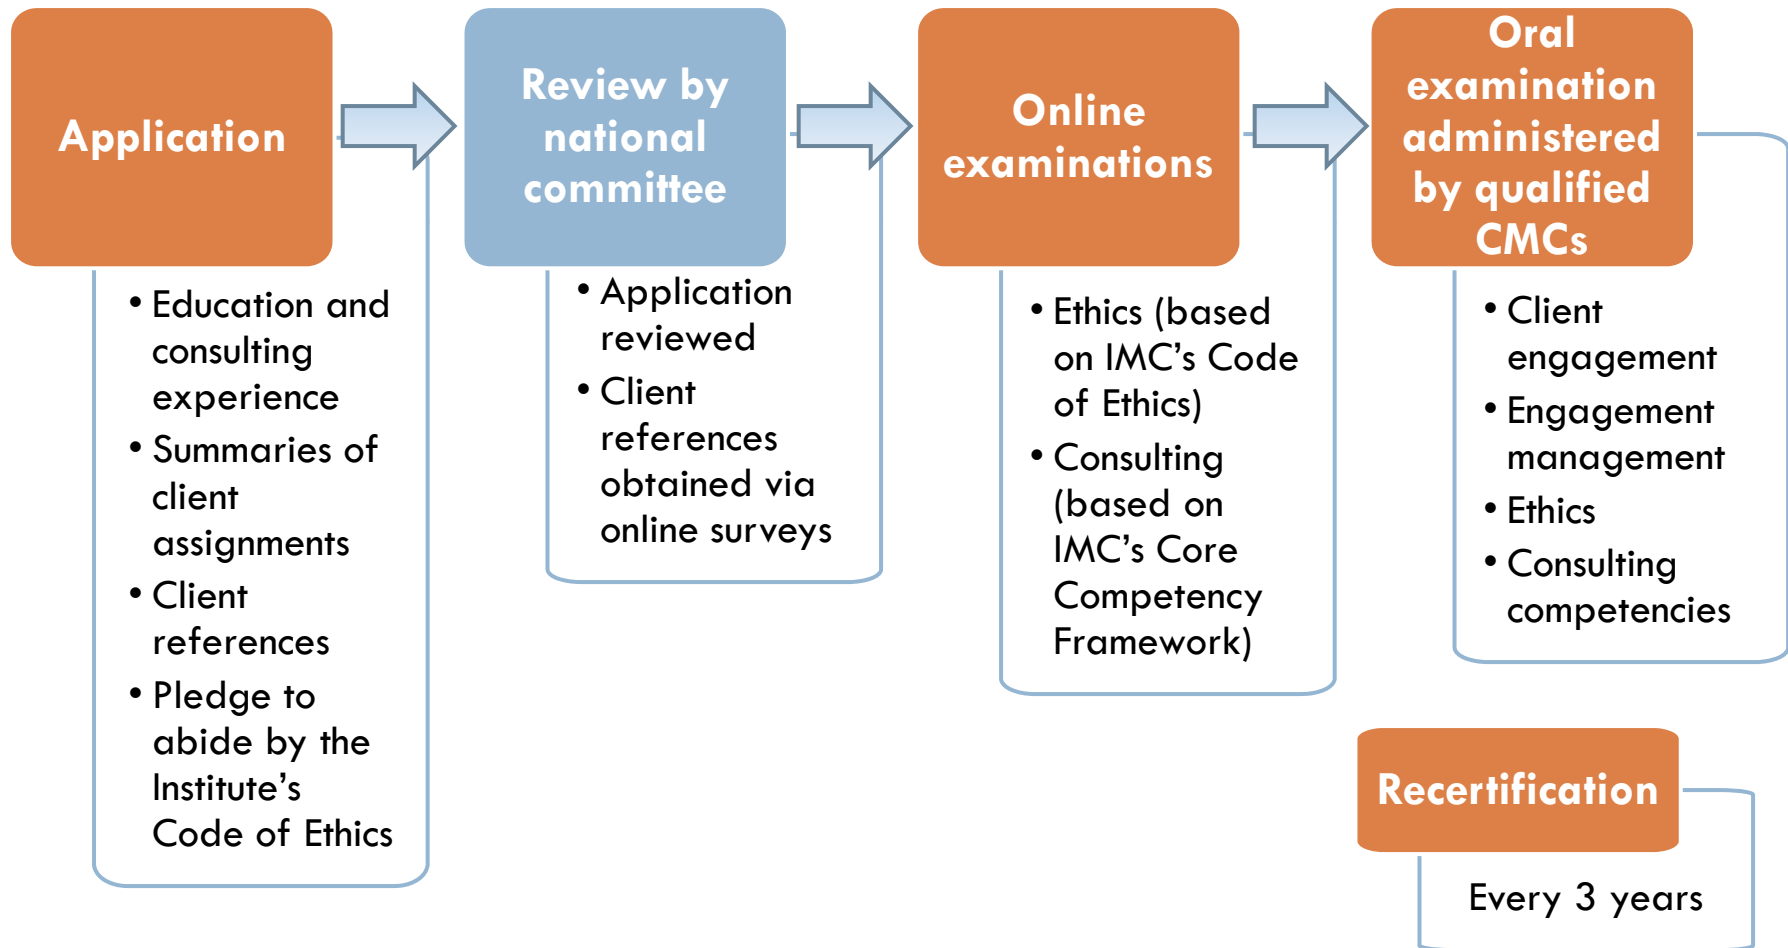 Application
• Education and
consulting
experience
• Summaries of
client
assignments
• Client
references
• Pledge to
abide by the
Institute’s
Code of Ethics
Review by
national
committee
• Application
reviewed
• Client
references
obtained via
online surveys
Online
examinations
• Ethics (based
on IMC’s Code
of Ethics)
• Consulting
(based on
IMC’s Core
Competency
Framework)
Oral
examination
administered
by qualified
CMCs
• Client
engagement
• Engagement
management
• Ethics
• Consulting
competencies
Recertification
Every 3 years